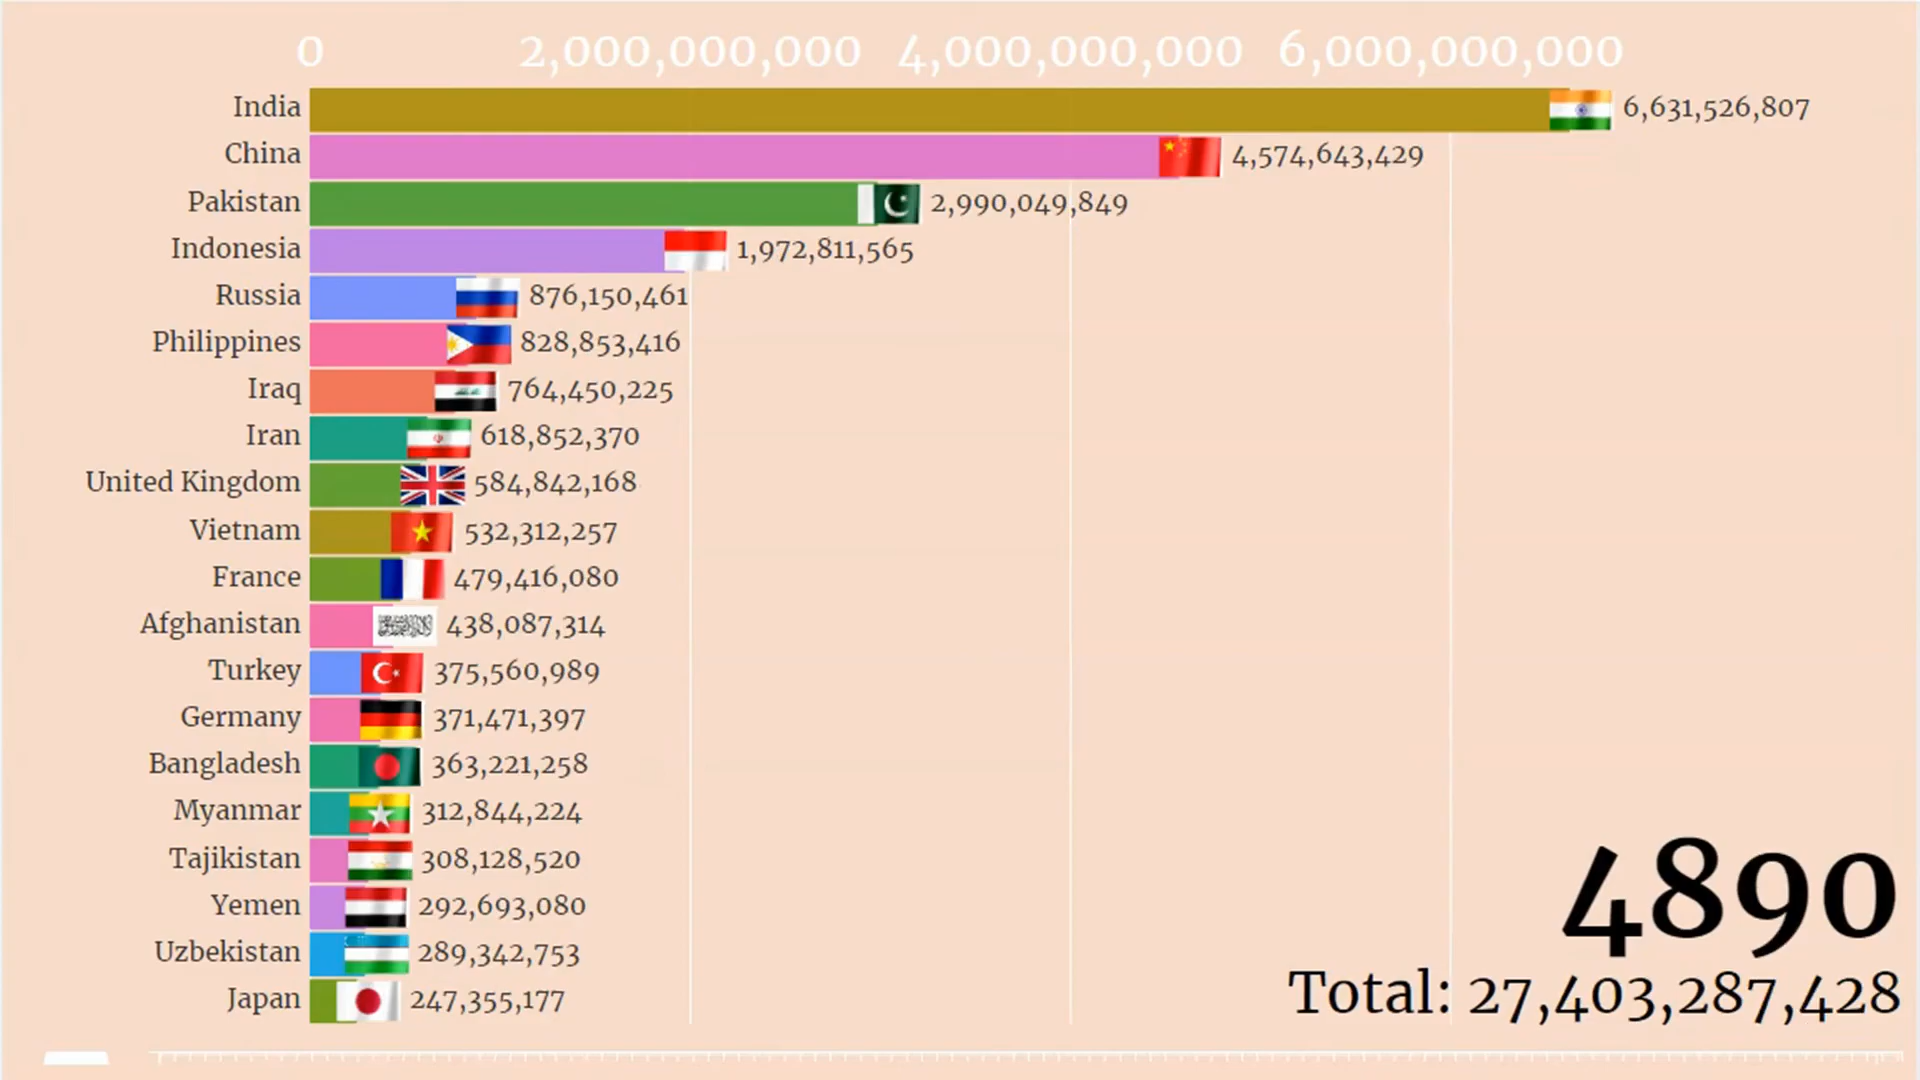 0 2,000,000,000 4,000,000,000 6,000,000,000
India 6,631,526,807
China 4,574,643,429
Pakistan 2,990,049,849
Indonesia 1,972,811,565
Russia 876,150,461
Philippines 828,853,416
Iraq 764,450,225
Iran 618,852,370
United Kingdom 584,842,168
Vietnam 532,312,257
France 479,416,080
Afghanistan 438,087,314
Turkey 375,560,989
Germany 371,471,397
Bangladesh 363,221,258
Myanmar 312,844,224
Tajikistan 308,128,520
Yemen 292,693,080
Uzbekistan 289,342,753
Japan 247,355,177
4890
Total: 27,403,287,428